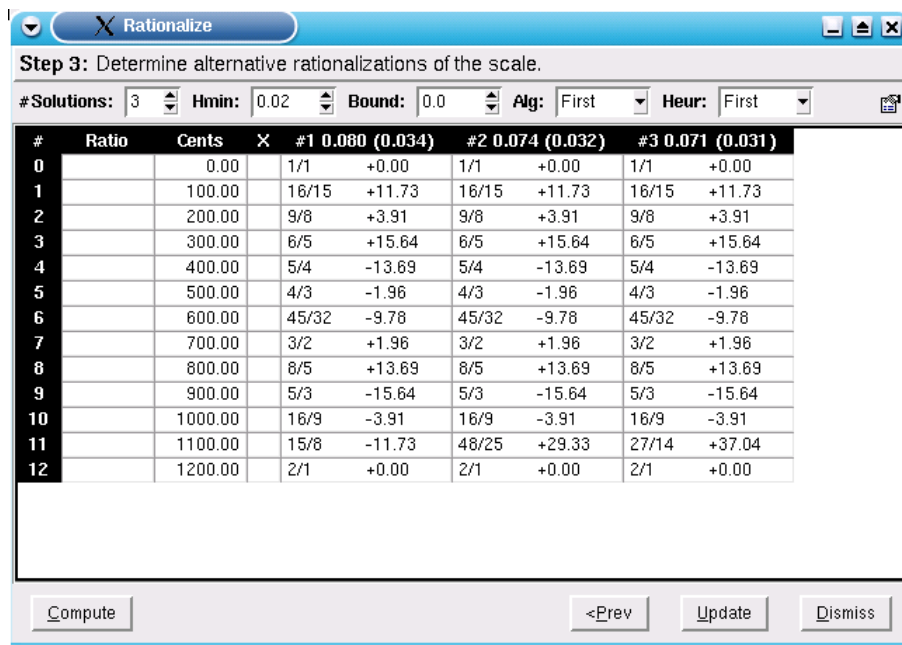 Rationalize
Step 3: Determine alternative rationalizations of the scale.
#Solutions: 3 Hmin: 0.02 Bound: 0.0 Alg: First Heur: First
# Ratio Cents X #1 0.080 (0.034) #2 0.074 (0.032) #3 0.071 (0.031)
0 0.00 1/1 +0.00 1/1 +0.00 1/1 +0.00
1 100.00 16/15 +11.73 16/15 +11.73 16/15 +11.73
2 200.00 9/8 +3.91 9/8 +3.91 9/8 +3.91
3 300.00 6/5 +15.64 6/5 +15.64 6/5 +15.64
4 400.00 5/4 -13.69 5/4 -13.69 5/4 -13.69
5 500.00 4/3 -1.96 4/3 -1.96 4/3 -1.96
6 600.00 45/32 -9.78 45/32 -9.78 45/32 -9.78
7 700.00 3/2 +1.96 3/2 +1.96 3/2 +1.96
8 800.00 8/5 +13.69 8/5 +13.69 8/5 +13.69
9 900.00 5/3 -15.64 5/3 -15.64 5/3 -15.64
10 1000.00 16/9 -3.91 16/9 -3.91 16/9 -3.91
11 1100.00 15/8 -11.73 48/25 +29.33 27/14 +37.04
12 1200.00 2/1 +0.00 2/1 +0.00 2/1 +0.00
Compute <Prev Update Dismiss